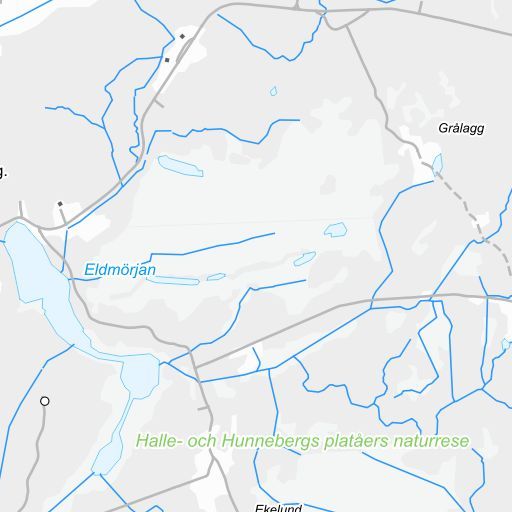 Grålagg
g.
Eldmörjan
Halle- och Hunnebergs platåers naturrese
Ekelund